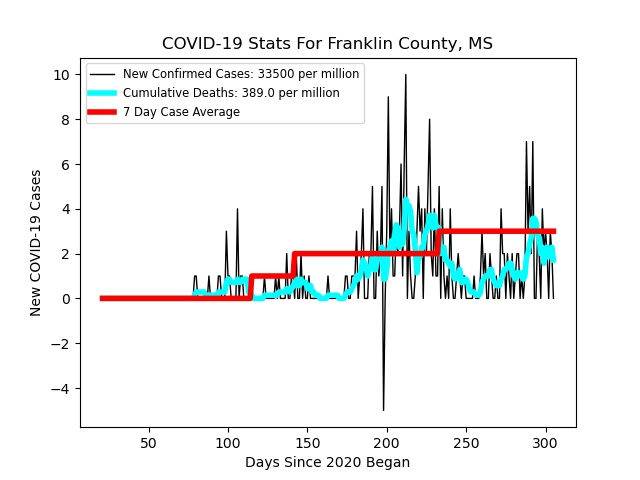 COVID-19 Stats For Franklin County, MS
New Confirmed Cases: 33500 per million
Cumulative Deaths: 389.0 per million
7 Day Case Average
10
8
6
4
2
0
−2
−4
New COVID-19 Cases
50 100 150 200 250 300
Days Since 2020 Began